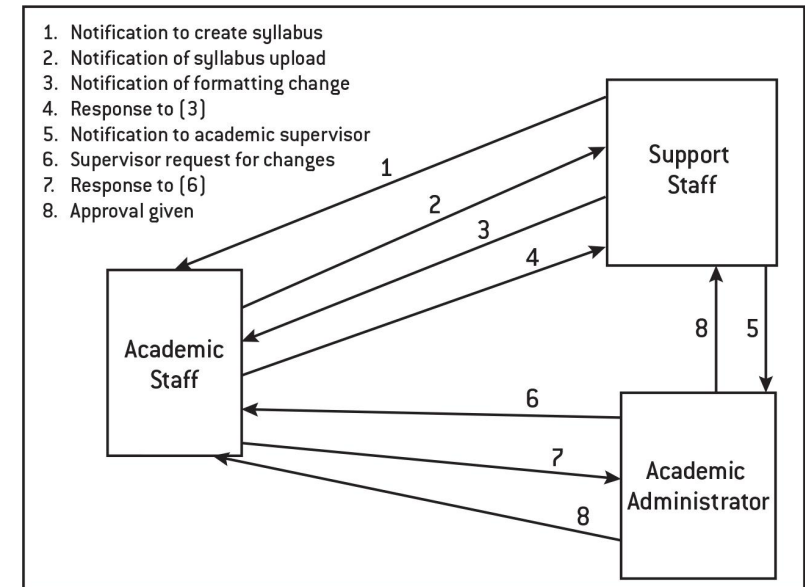 1. Notification to create syllabus
2. Notification of syllabus upload
3. Notification of formatting change
4. Response to (3)
5. Notification to academic supervisor
6. Supervisor request for changes
7. Response to (6)
8. Approval given
1
2
3
4
Support
Staff
Academic
Staff
8
5
6
7
8
Academic
Administrator